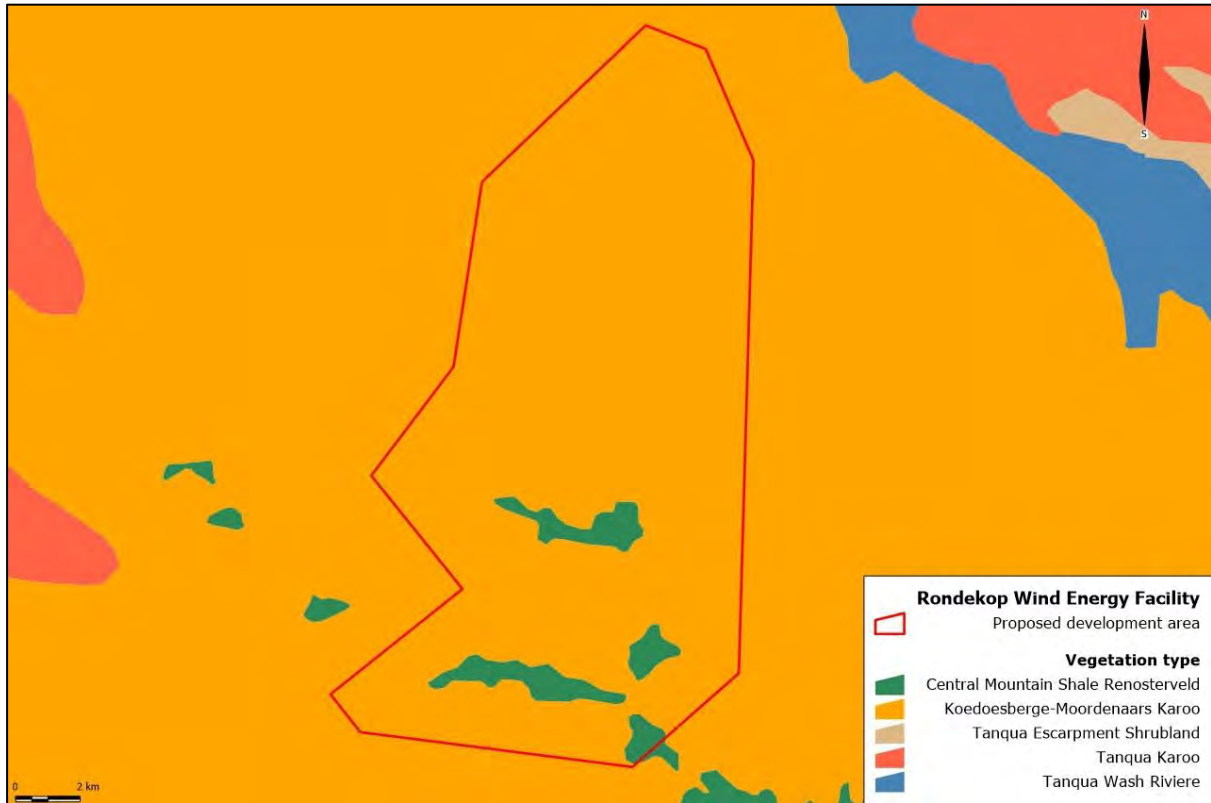 N
S
Rondekop Wind Energy Facility
Proposed development area
Vegetation type
Central Mountain Shale Renosterveld
Koedoesberge-Moordenaars Karoo
Tanqua Escarpment Shrubland
Tanqua Karoo
Tanqua Wash Riviere
0 2 km